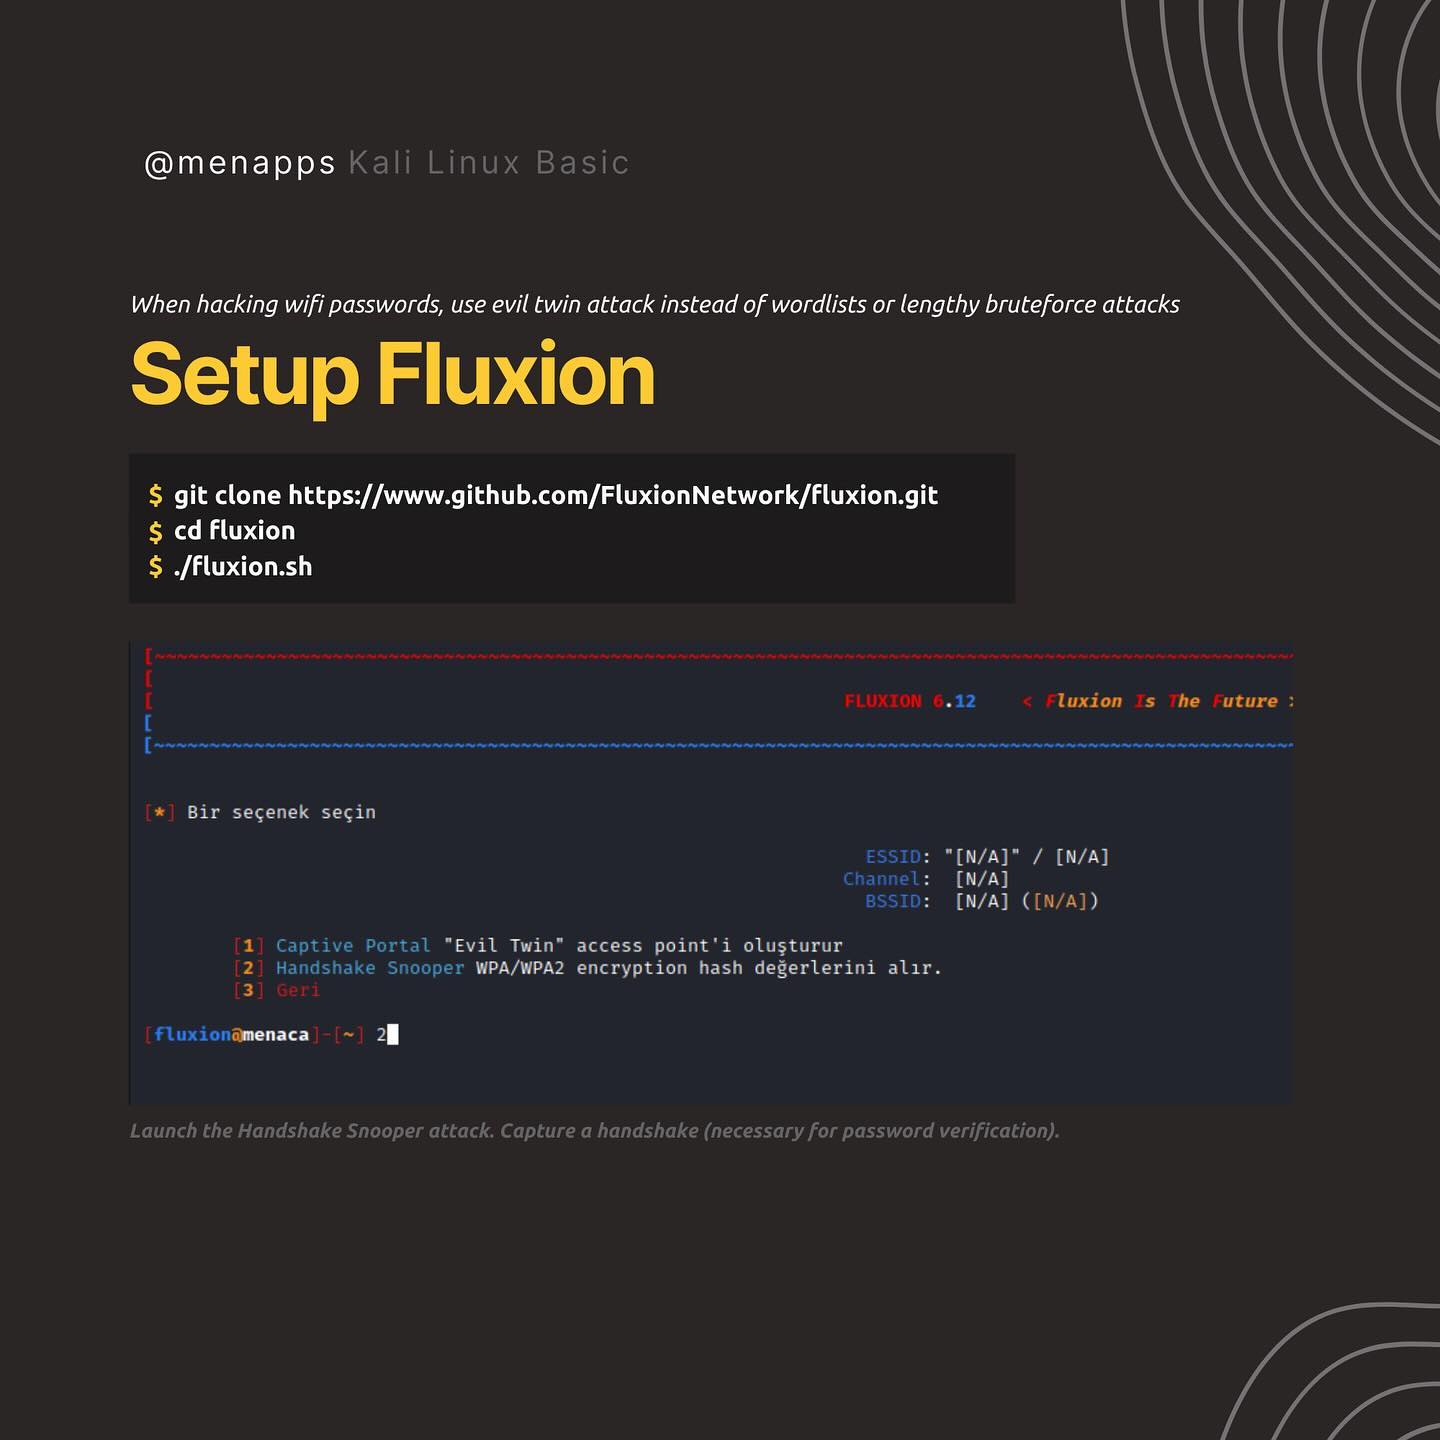 @menapps Kali Linux Basic
When hacking wifi passwords, use evil twin attack instead of wordlists or lengthy bruteforce attacks
Setup Fluxion
$ git clone https://www.github.com/FluxionNetwork/fluxion.git
$ cd fluxion
$ ./fluxion.sh
[~~~~~~~~~~~~~~~~~~~~~~~~~~~~~~~~~~~~~~~~~~~~~~~~~~~~~~~~~~~~~~~~~~~~~~~~~~~~~~~~~~~~~~~~~~~~~~~~~~~~~~~
[
[ FLUXION 6.12 < Fluxion Is The Future >
[
[~~~~~~~~~~~~~~~~~~~~~~~~~~~~~~~~~~~~~~~~~~~~~~~~~~~~~~~~~~~~~~~~~~~~~~~~~~~~~~~~~~~~~~~~~~~~~~~~~~~~~~~
[*] Bir seçenek seçin
ESSID: "[N/A]" / [N/A]
Channel: [N/A]
BSSID: [N/A] ([N/A])
[1] Captive Portal "Evil Twin" access point'i oluşturur
[2] Handshake Snooper WPA/WPA2 encryption hash değerlerini alır.
[3] Geri
[fluxion@menaca]-[~] 2
Launch the Handshake Snooper attack. Capture a handshake (necessary for password verification).